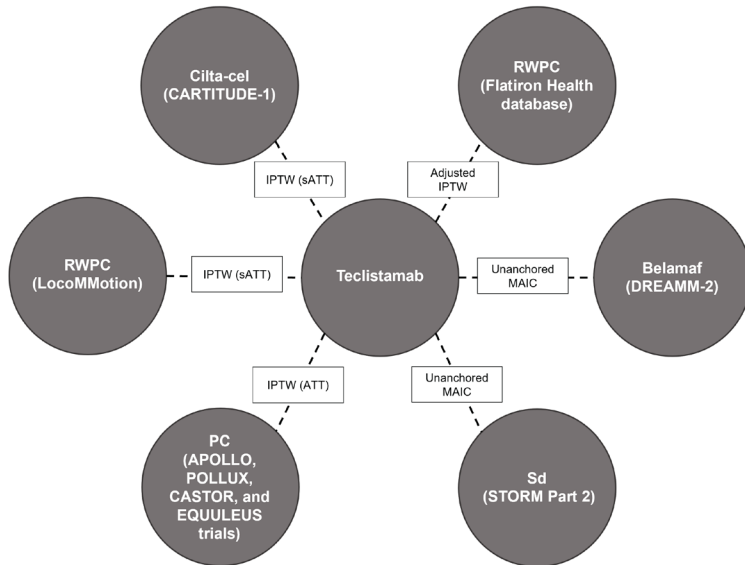 Cilta-cel
(CARTITUDE-1)
RWPC
(Flatiron Health
database)
IPTW (sATT)
Adjusted
IPTW
RWPC
(LocoMMotion)
IPTW (sATT)
Teclistamab
Unanchored
MAIC
Belamaf
(DREAMM-2)
IPTW (ATT)
Unanchored
MAIC
PC
(APOLLO,
POLLUX,
CASTOR, and
EQUULEUS
trials)
Sd
(STORM Part 2)